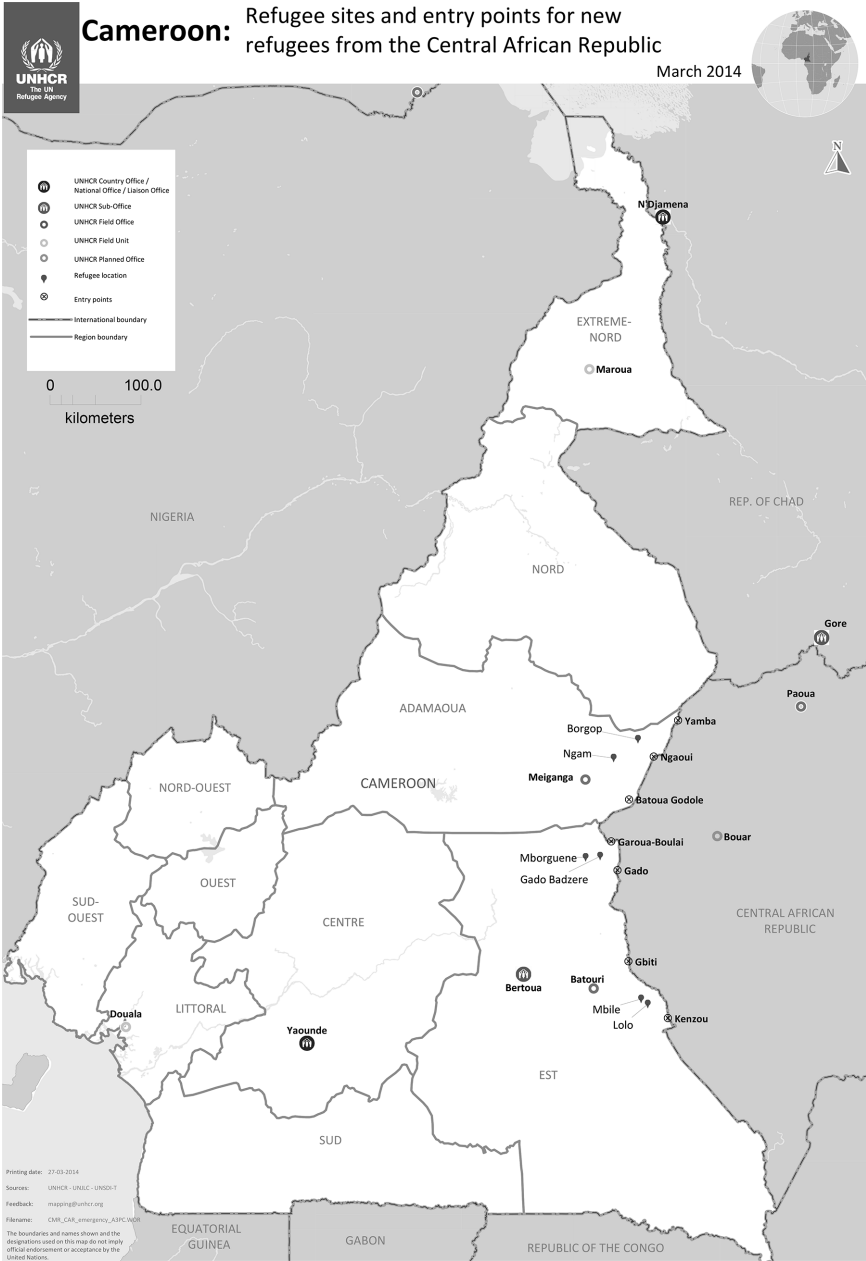 UNHCR
The UN
Refugee Agency
Cameroon:
Refugee sites and entry points for new
refugees from the Central African Republic
March 2014
N
UNHCR Country Office /
National Office / Liaison Office
UNHCR Sub-Office
UNHCR Field Office
UNHCR Field Unit
UNHCR Planned Office
Refugee location
Entry points
International boundary
Region boundary
0 100.0
kilometers
N'Djamena
EXTREME-
NORD
Maroua
NIGERIA
REP. OF CHAD
NORD
Gore
Paoua
ADAMAOUA
Yamba
Borgop
Ngam
Ngaoui
Meiganga
CAMEROON
NORD-OUEST
Batoua Godole
Bouar
Garoua-Boulai
Mborguene
Gado Badzere
Gado
OUEST
SUD-
OUEST
CENTRE
CENTRAL AFRICAN
REPUBLIC
Gbiti
Bertoua
Batouri
Mbile
Lolo
Kenzou
LITTORAL
Douala
Yaounde
EST
SUD
Printing date: 27-03-2014
Sources: UNHCR - UNJLC - UNSDI-T
Feedback: mapping@unhcr.org
Filename: CMR_CAR_emergency_A3PC.WOR
The boundaries and names shown and the
designations used on this map do not imply
official endorsement or acceptance by the
United Nations.
EQUATORIAL
GUINEA
GABON
REPUBLIC OF THE CONGO